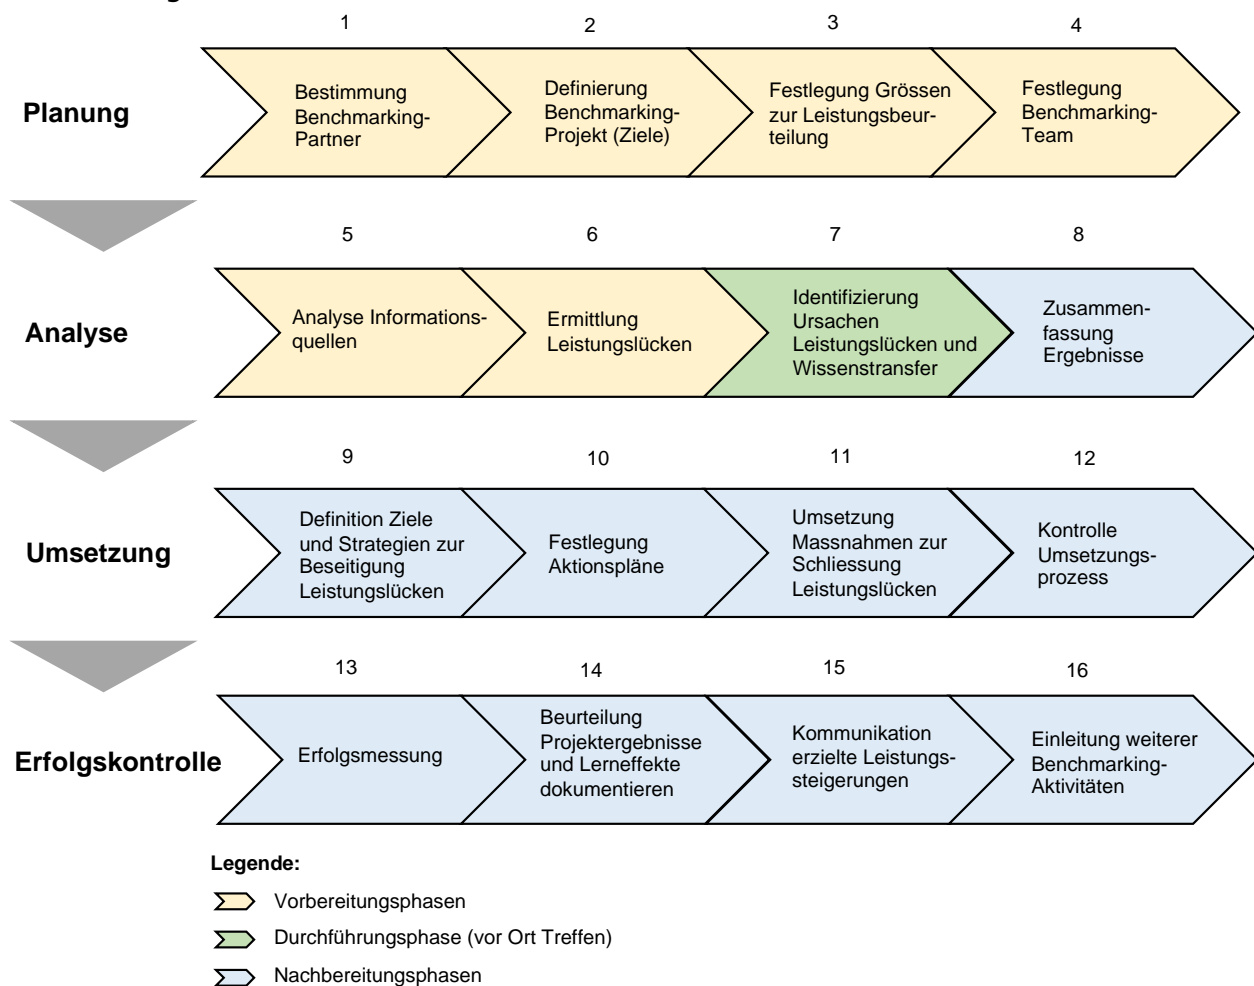 1
2
3
4
Planung
Bestimmung
Benchmarking-
Partner
Definierung
Benchmarking-
Projekt (Ziele)
Festlegung Grössen
zur Leistungsbeur-
teilung
Festlegung
Benchmarking-
Team
5
6
7
8
Analyse
Analyse Informations-
quellen
Ermittlung
Leistungslücken
Identifizierung
Ursachen
Leistungslücken und
Wissenstransfer
Zusammen-
fassung
Ergebnisse
9
10
11
12
Umsetzung
Definition Ziele
und Strategien zur
Beseitigung
Leistungslücken
Festlegung
Aktionspläne
Umsetzung
Massnahmen zur
Schliessung
Leistungslücken
Kontrolle
Umsetzungs-
prozess
13
14
15
16
Erfolgskontrolle
Erfolgsmessung
Beurteilung
Projektergebnisse
und Lerneffekte
dokumentieren
Kommunikation
erzielte Leistungs-
steigerungen
Einleitung weiterer
Benchmarking-
Aktivitäten
Legende:
Vorbereitungsphasen
Durchführungsphase (vor Ort Treffen)
Nachbereitungsphasen